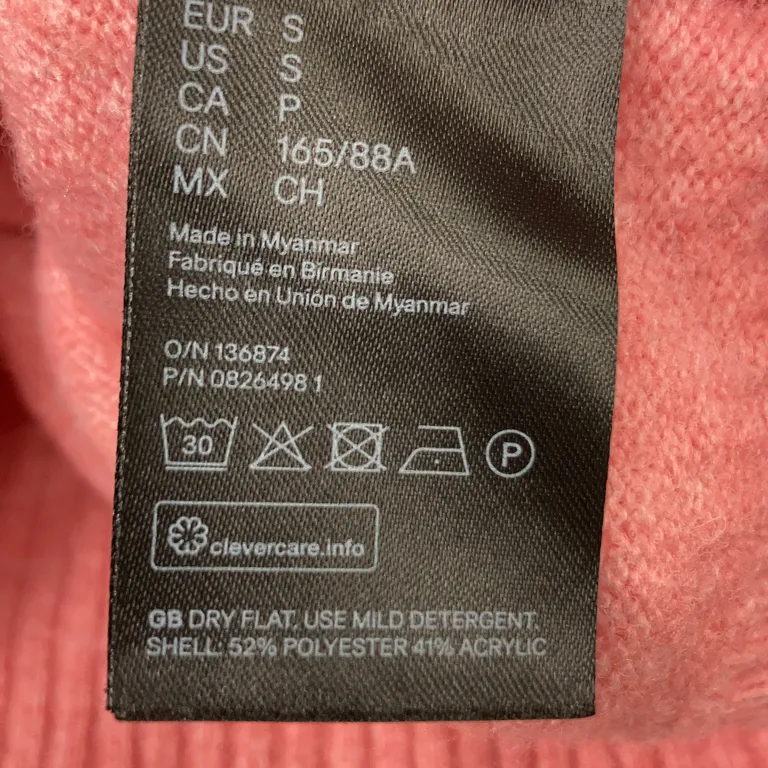 EUR S
US S
CA P
CN 165/88A
MX CH
Made in Myanmar
Fabriqué en Birmanie
Hecho en Unión de Myanmar
O/N 136874
P/N 0826498 1
30 P
clevercare.info
GB DRY FLAT. USE MILD DETERGENT.
SHELL: 52% POLYESTER 41% ACRYLIC